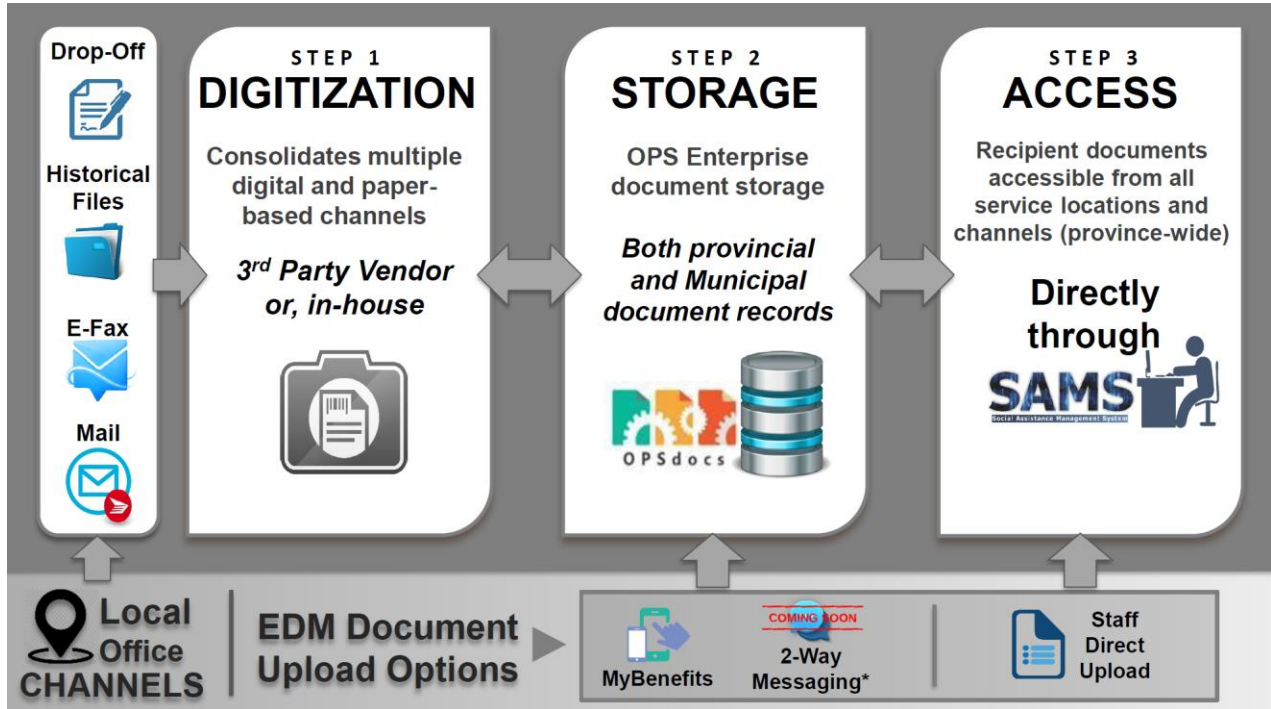 Drop-Off
Historical
Files
E-Fax
Mail
STEP 1
DIGITIZATION
Consolidates multiple
digital and paper-
based channels
3rd Party Vendor
or, in-house
STEP 2
STORAGE
OPS Enterprise
document storage
Both provincial
and Municipal
document records
OPSdocs
STEP 3
ACCESS
Recipient documents
accessible from all
service locations and
channels (province-wide)
Directly
through
SAMS
Social Assistance Management System
Local
Office
CHANNELS
EDM Document
Upload Options
MyBenefits
COMING SOON
2-Way
Messaging*
Staff
Direct
Upload